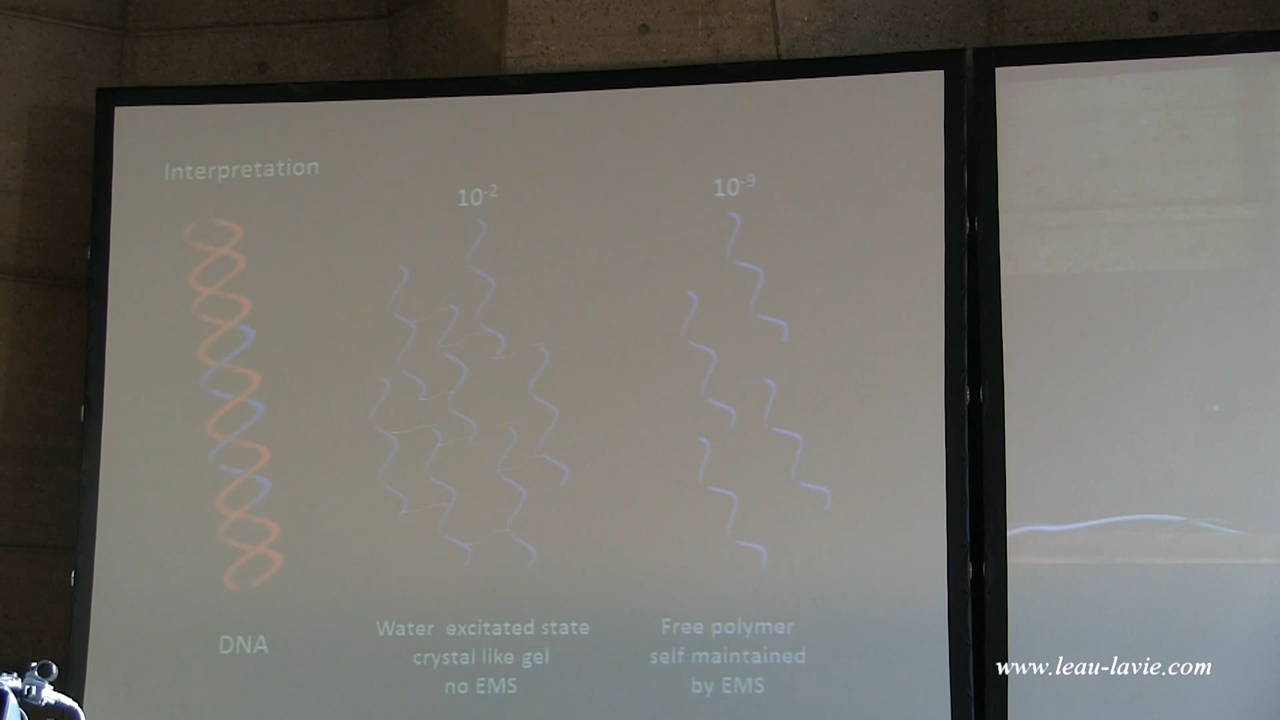 Interpretation
10⁻²
10⁻⁹
DNA
Water excitated state
crystal like gel
no EMS
Free polymer
self maintained
by EMS
www.leau-lavie.com